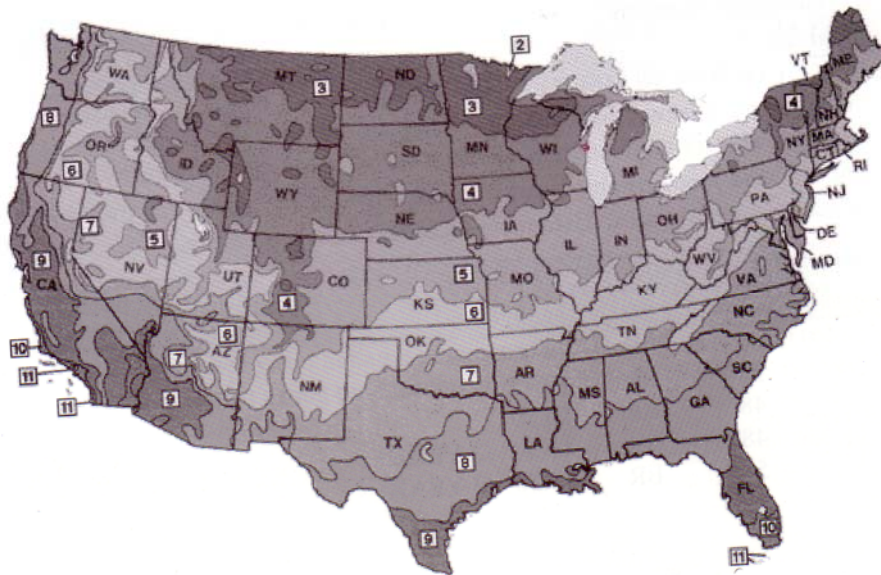 2
VT
WA
MT
3
ND
ME
3
4
NH
8
OR
MN
WI
NY
MA
SD
RI
6
ID
MI
WY
4
PA
NJ
NE
IA
OH
7
5
IL
IN
DE
NV
UT
CO
5
MO
WV
VA
MD
9
CA
4
KS
6
KY
NC
6
OK
TN
10
7
AZ
7
AR
SC
11
9
NM
MS
AL
GA
11
TX
LA
8
FL
10
9
11